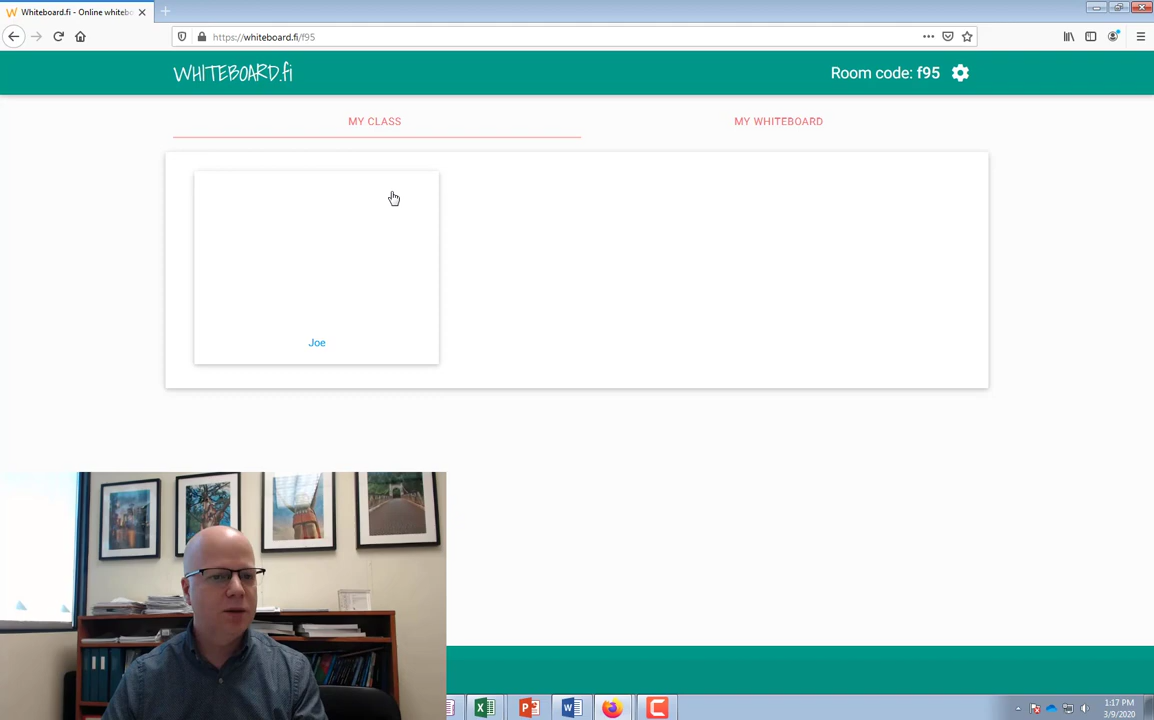 Whiteboard.fi - Online whitebo
https://whiteboard.fi/f95
WHITEBOARD.fi
Room code: f95
MY CLASS
MY WHITEBOARD
Joe
1:17 PM
3/9/2020